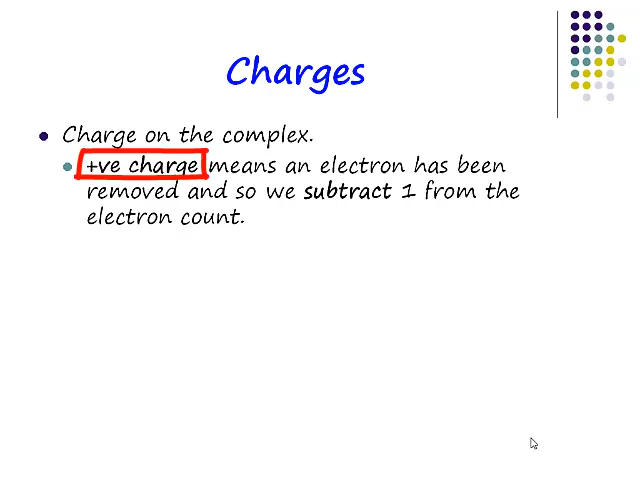 Charges
Charge on the complex.
+ve charge means an electron has been
removed and so we subtract 1 from the
electron count.